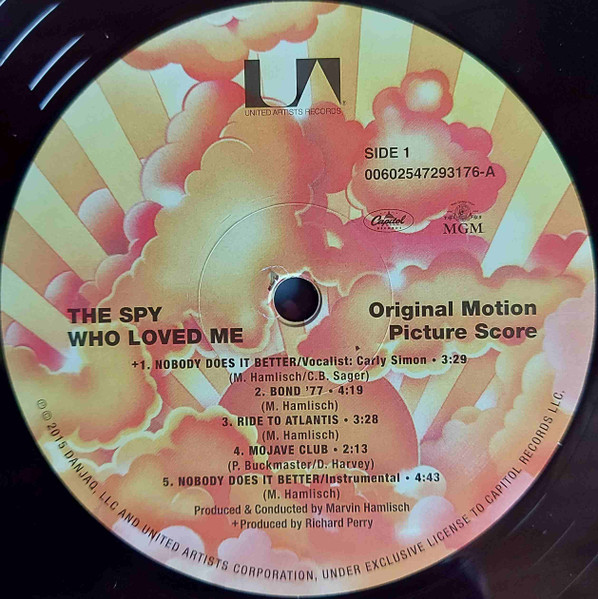 UA
UNITED ARTISTS RECORDS
SIDE 1
00602547293176-A
Capitol
RECORDS
MGM
THE SPY
WHO LOVED ME
Original Motion
Picture Score
+1. NOBODY DOES IT BETTER/Vocalist: Carly Simon • 3:29
(M. Hamlisch/C.B. Sager)
2. BOND '77 • 4:19
(M. Hamlisch)
3. RIDE TO ATLANTIS • 3:28
(M. Hamlisch)
4. MOJAVE CLUB • 2:13
(P. Buckmaster/D. Harvey)
5. NOBODY DOES IT BETTER/Instrumental • 4:43
(M. Hamlisch)
Produced & Conducted by Marvin Hamlisch
+Produced by Richard Perry
℗ © 2015 DANJAQ, LLC AND UNITED ARTISTS CORPORATION, UNDER EXCLUSIVE LICENSE TO CAPITOL RECORDS LLC.